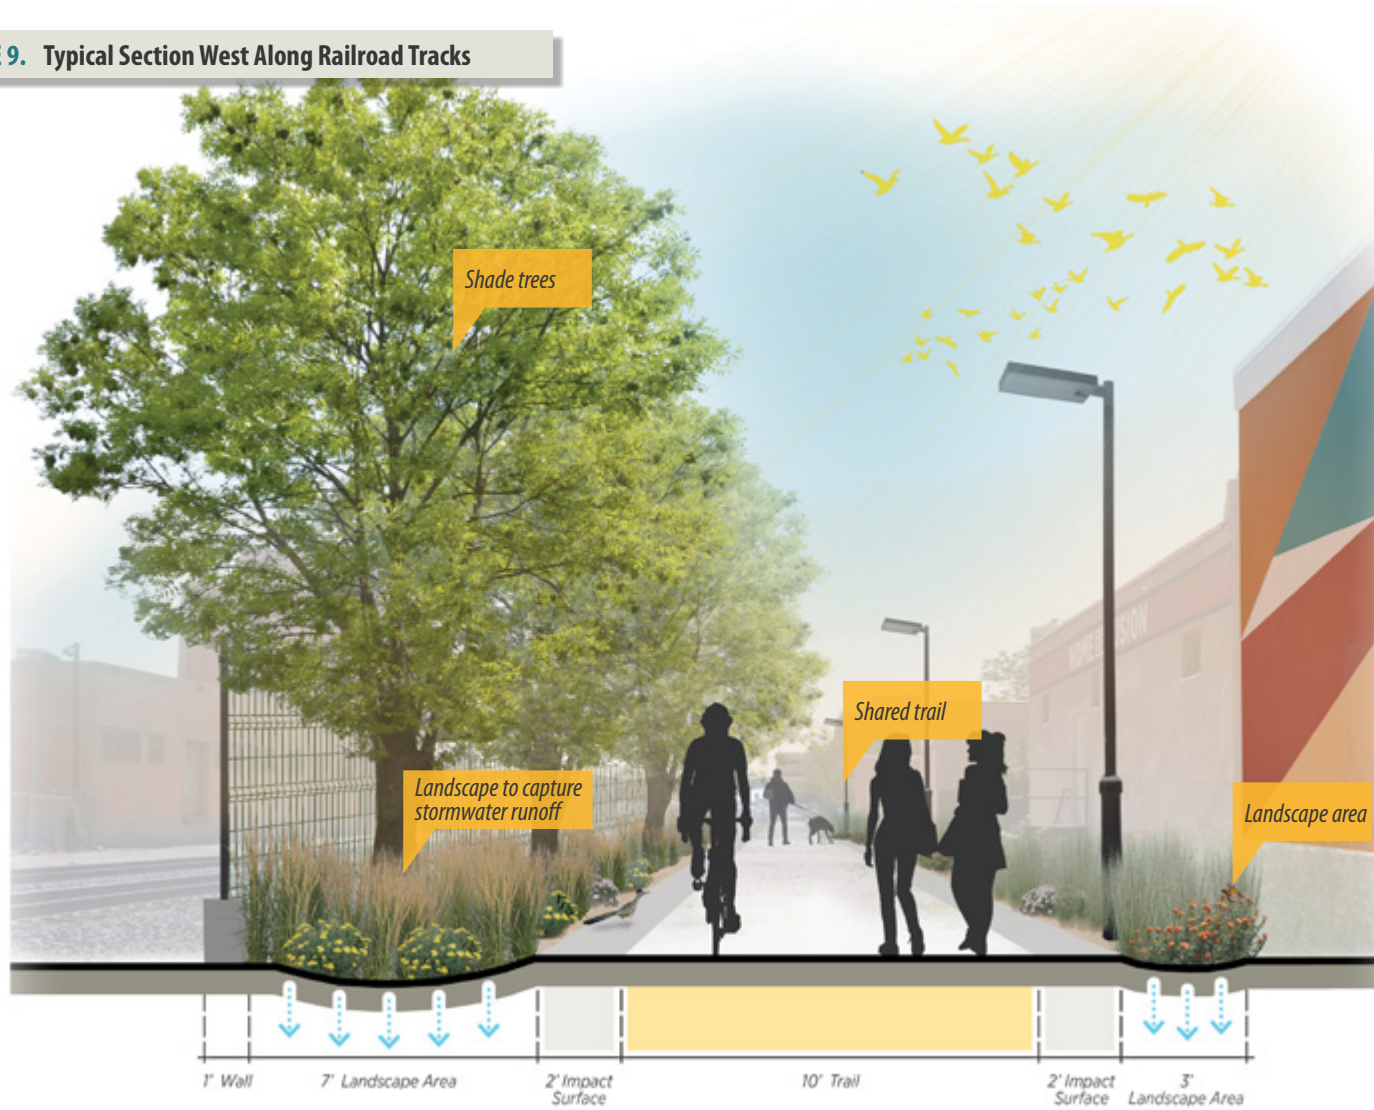 E 9. Typical Section West Along Railroad Tracks
Shade trees
Shared trail
Landscape to capture
stormwater runoff
Landscape area
1' Wall
7' Landscape Area
2' Impact
Surface
10' Trail
2' Impact
Surface
3'
Landscape Area